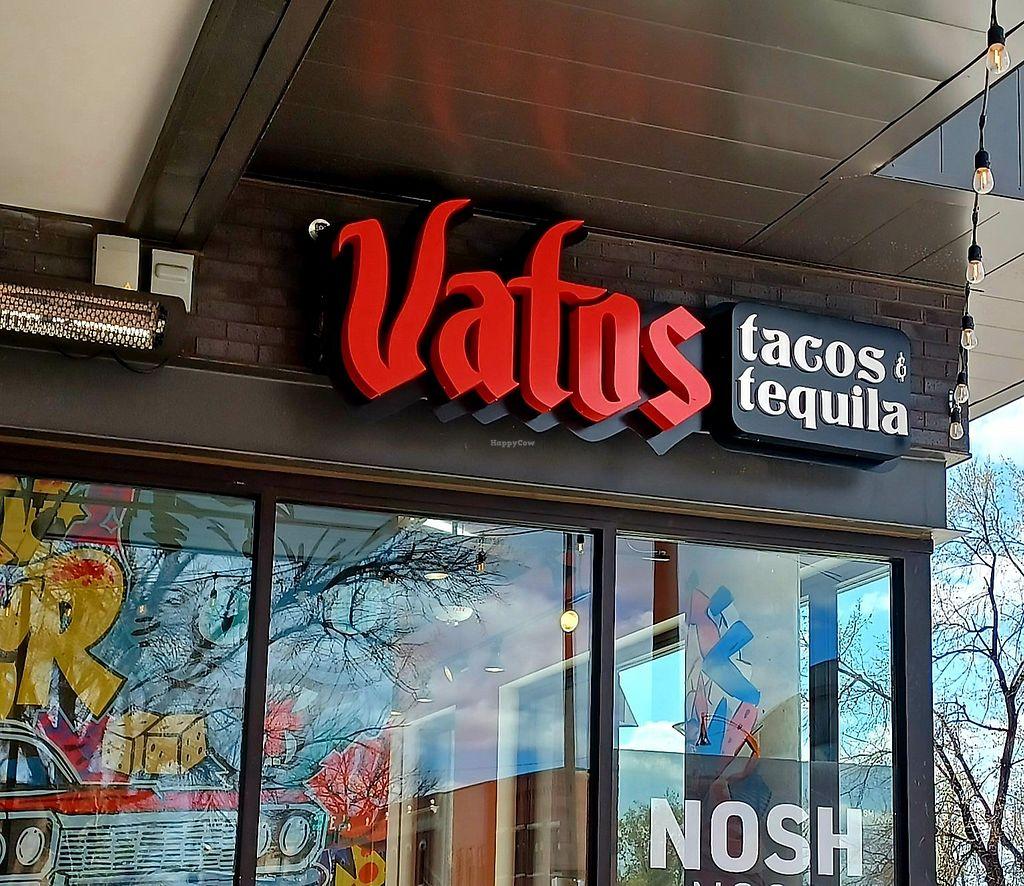 Vatos
tacos &
tequila
HappyCow
NOSH